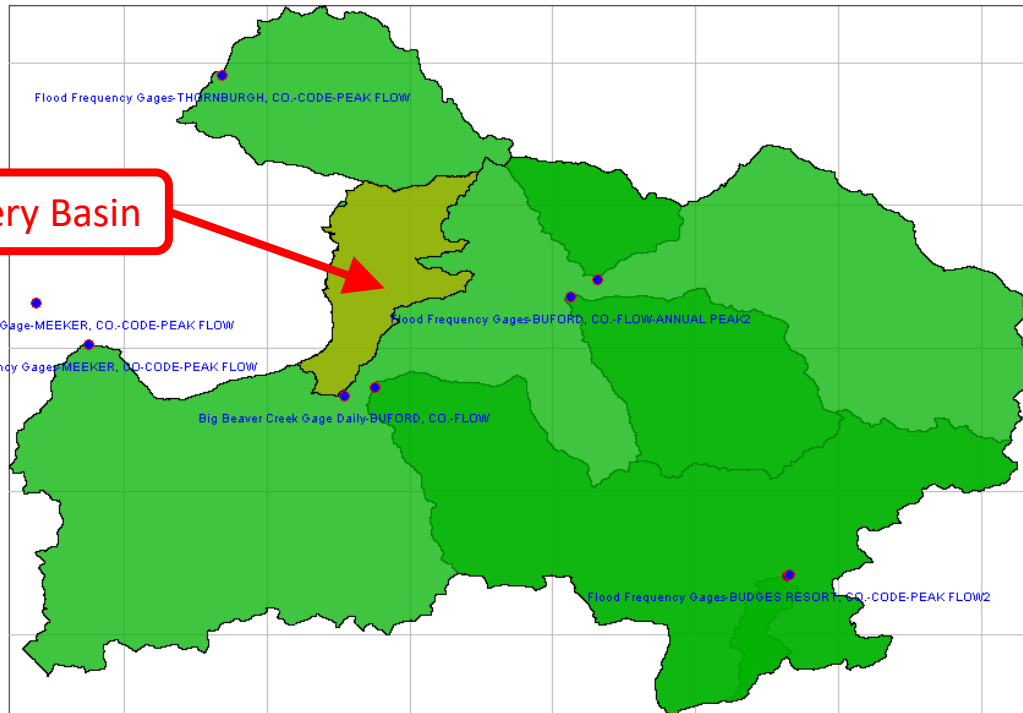 Flood Frequency Gages-THORNBURGH, CO.-CODE-PEAK FLOW
ery Basin
Gage-MEEKER, CO.-CODE-PEAK FLOW
Flood Frequency Gages-BUFORD, CO.-FLOW-ANNUAL PEAK2
ncy Gages-MEEKER, CO-CODE-PEAK FLOW
Big Beaver Creek Gage Daily-BUFORD, CO.-FLOW
Flood Frequency Gages-BUDGES RESORT, CO.-CODE-PEAK FLOW2